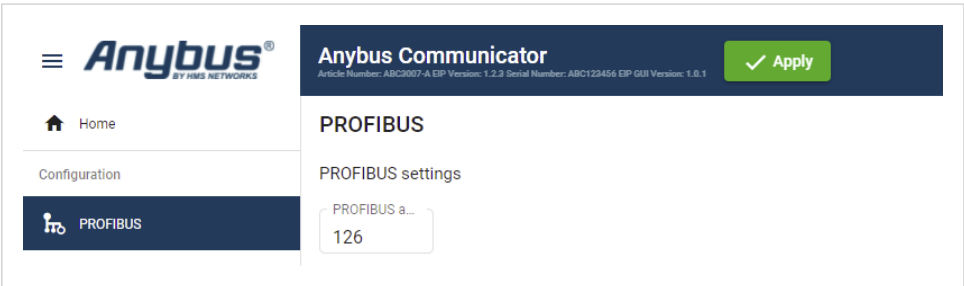 Anybus®
BY HMS NETWORKS
Anybus Communicator
Article Number: ABC3007-A EIP Version: 1.2.3 Serial Number: ABC123456 EIP GUI Version: 1.0.1
Apply
Home
Configuration
PROFIBUS
PROFIBUS
PROFIBUS settings
PROFIBUS a...
126